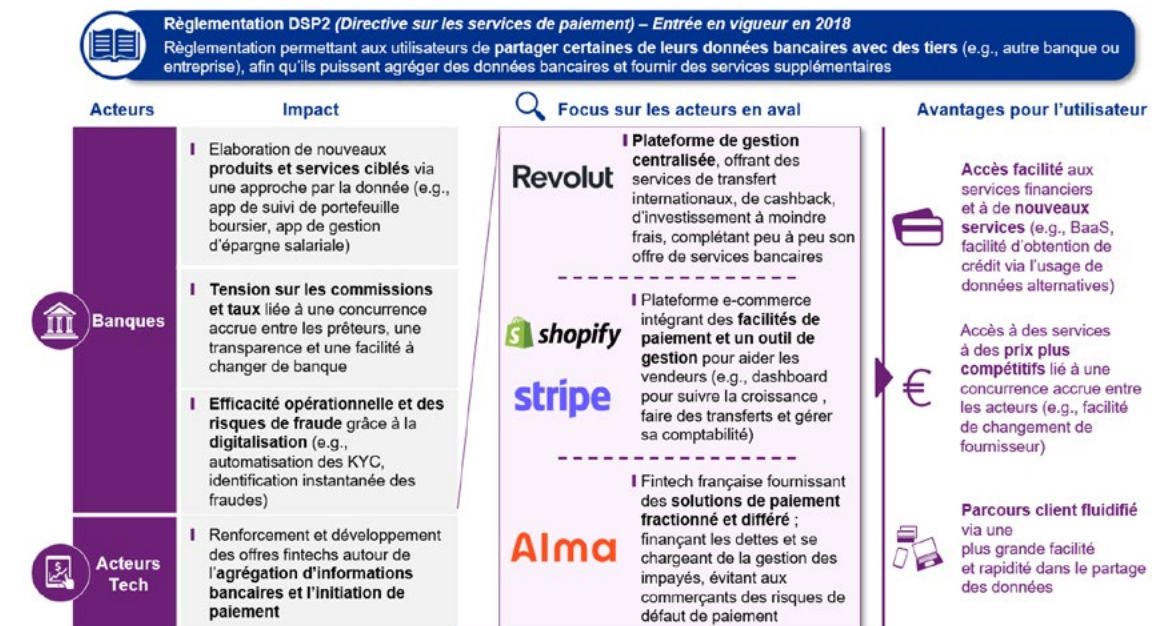 Règlementation DSP2 (Directive sur les services de paiement) – Entrée en vigueur en 2018
Règlementation permettant aux utilisateurs de partager certaines de leurs données bancaires avec des tiers (e.g., autre banque ou
entreprise), afin qu'ils puissent agréger des données bancaires et fournir des services supplémentaires
Acteurs
Impact
Focus sur les acteurs en aval
Avantages pour l'utilisateur
Banques
Elaboration de nouveaux
produits et services ciblés via
une approche par la donnée (e.g.,
app de suivi de portefeuille
boursier, app de gestion
d'épargne salariale)
Tension sur les commissions
et taux liée à une concurrence
accrue entre les prêteurs, une
transparence et une facilité à
changer de banque
Efficacité opérationnelle et des
risques de fraude grâce à la
digitalisation (e.g.,
automatisation des KYC,
identification instantanée des
fraudes)
Acteurs
Tech
Renforcement et développement
des offres fintechs autour de
l'agrégation d'informations
bancaires et l'initiation de
paiement
Revolut
Plateforme de gestion
centralisée, offrant des
services de transfert
internationaux, de cashback,
d'investissement à moindre
frais, complétant peu à peu son
offre de services bancaires
shopify
stripe
Plateforme e-commerce
intégrant des facilités de
paiement et un outil de
gestion pour aider les
vendeurs (e.g., dashboard
pour suivre la croissance ,
faire des transferts et gérer
sa comptabilité)
Alma
Fintech française fournissant
des solutions de paiement
fractionné et différé ;
finançant les dettes et se
chargeant de la gestion des
impayés, évitant aux
commerçants des risques de
défaut de paiement
Accès facilité aux
services financiers
et à de nouveaux
services (e.g., BaaS,
facilité d'obtention de
crédit via l'usage de
données alternatives)
€
Accès à des services
à des prix plus
compétitifs lié à une
concurrence accrue entre
les acteurs (e.g., facilité
de changement de
fournisseur)
Parcours client fluidifié
via une
plus grande facilité
et rapidité dans le partage
des données